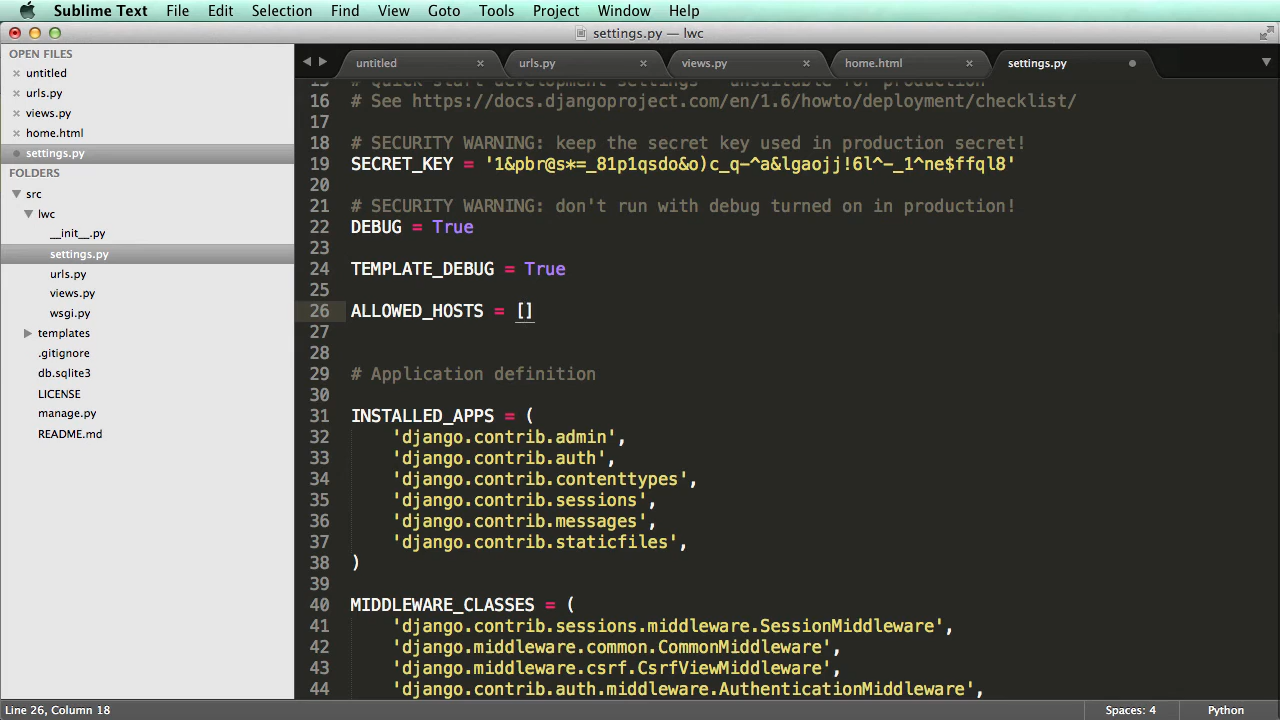 Sublime Text File Edit Selection Find View Goto Tools Project Window Help
settings.py — lwc
OPEN FILES
untitled
urls.py
views.py
home.html
settings.py
FOLDERS
src
lwc
__init__.py
settings.py
urls.py
views.py
wsgi.py
templates
.gitignore
db.sqlite3
LICENSE
manage.py
README.md
untitled urls.py views.py home.html settings.py
15 # Quick-start development settings - unsuitable for production
16 # See https://docs.djangoproject.com/en/1.6/howto/deployment/checklist/
17
18 # SECURITY WARNING: keep the secret key used in production secret!
19 SECRET_KEY = '1&pbr@s*=_81p1qsdo&o)c_q-^a&lgaojj!6l^-_1^ne$ffql8'
20
21 # SECURITY WARNING: don't run with debug turned on in production!
22 DEBUG = True
23
24 TEMPLATE_DEBUG = True
25
26 ALLOWED_HOSTS = []
27
28
29 # Application definition
30
31 INSTALLED_APPS = (
32 'django.contrib.admin',
33 'django.contrib.auth',
34 'django.contrib.contenttypes',
35 'django.contrib.sessions',
36 'django.contrib.messages',
37 'django.contrib.staticfiles',
38 )
39
40 MIDDLEWARE_CLASSES = (
41 'django.contrib.sessions.middleware.SessionMiddleware',
42 'django.middleware.common.CommonMiddleware',
43 'django.middleware.csrf.CsrfViewMiddleware',
44 'django.contrib.auth.middleware.AuthenticationMiddleware',
Line 26, Column 18 Spaces: 4 Python